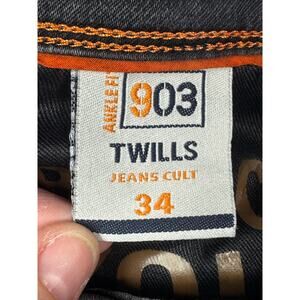 ANKLE FIT
903
TWILLS
JEANS CULT
34